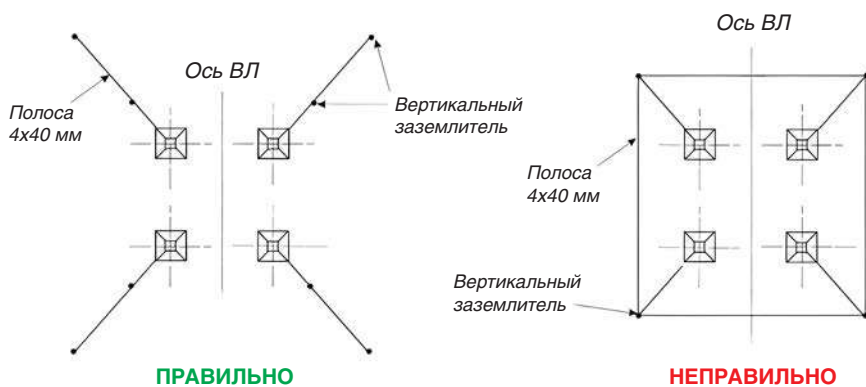 Ось ВЛ
Полоса
4х40 мм
Вертикальный
заземлитель
ПРАВИЛЬНО
Ось ВЛ
Полоса
4х40 мм
Вертикальный
заземлитель
НЕПРАВИЛЬНО